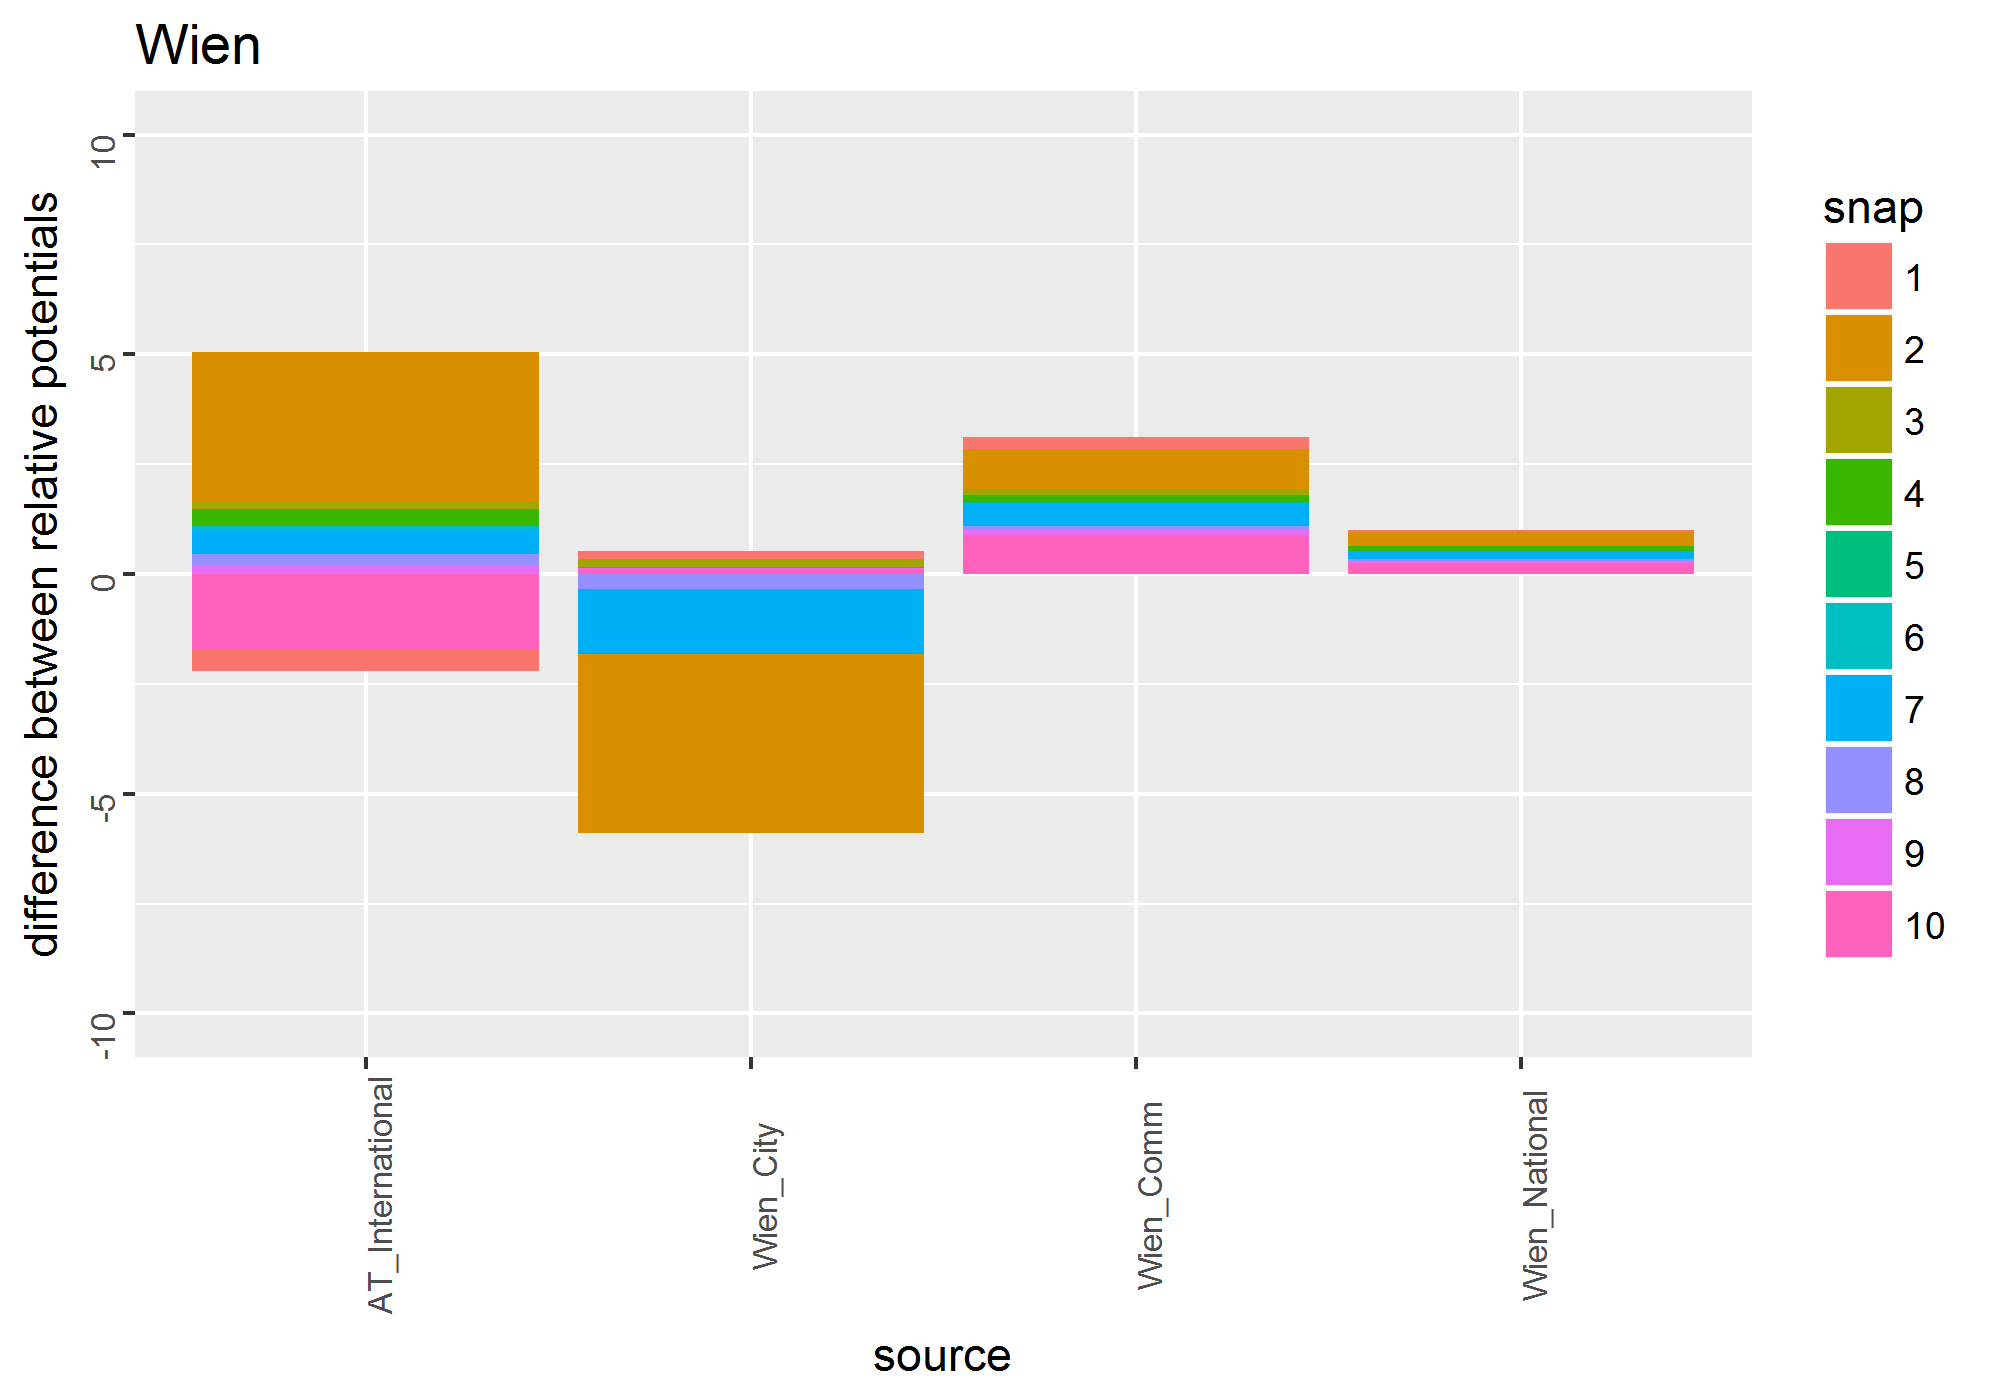 Wien
difference between relative potentials
10
5
0
-5
-10
AT_International
Wien_City
Wien_Comm
Wien_National
source
snap
1
2
3
4
5
6
7
8
9
10